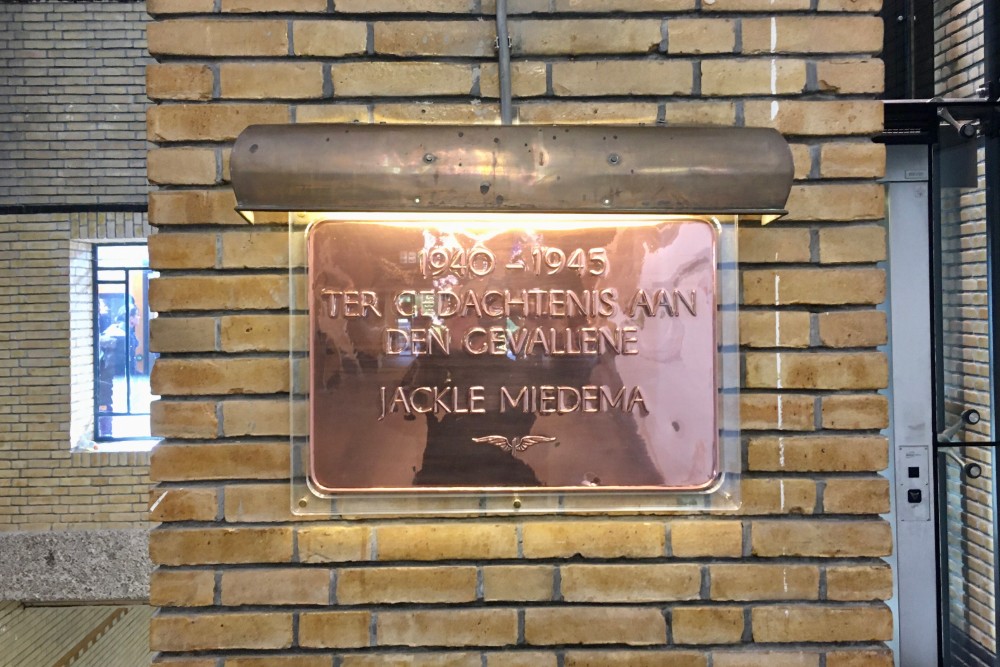 1940 – 1945
TER GEDACHTENIS AAN
DEN GEVALLENE
JACKLE MIEDEMA